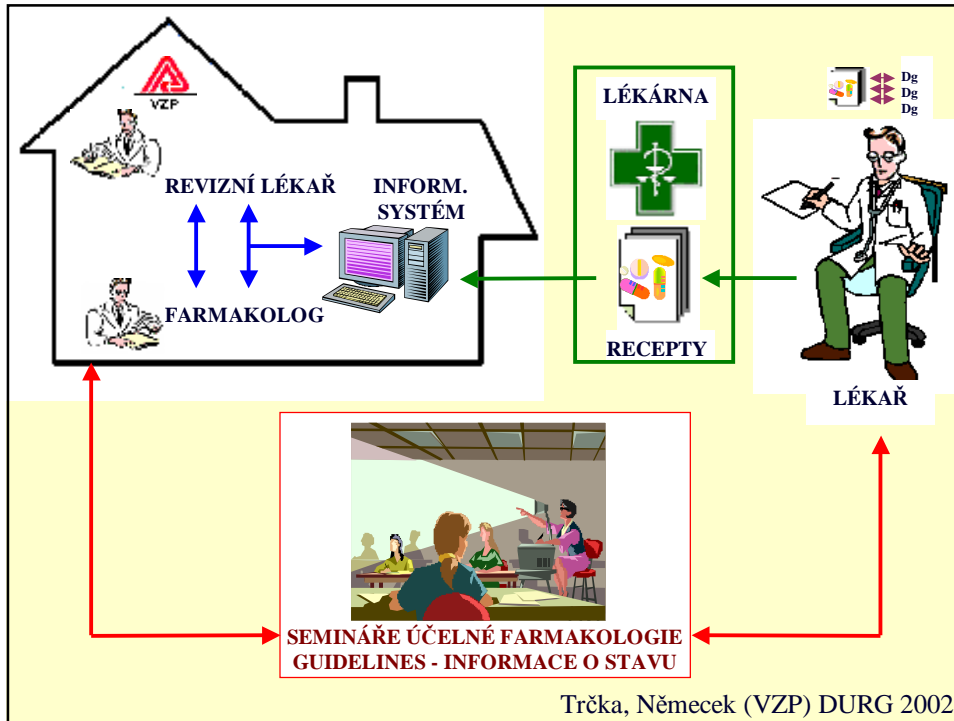 VZP
REVIZNÍ LÉKAŘ
INFORM.
SYSTÉM
FARMAKOLOG
LÉKÁRNA
RECEPTY
Dg
Dg
Dg
LÉKAŘ
SEMINÁŘE ÚČELNÉ FARMAKOLOGIE
GUIDELINES - INFORMACE O STAVU
Trčka, Němecek (VZP) DURG 2002